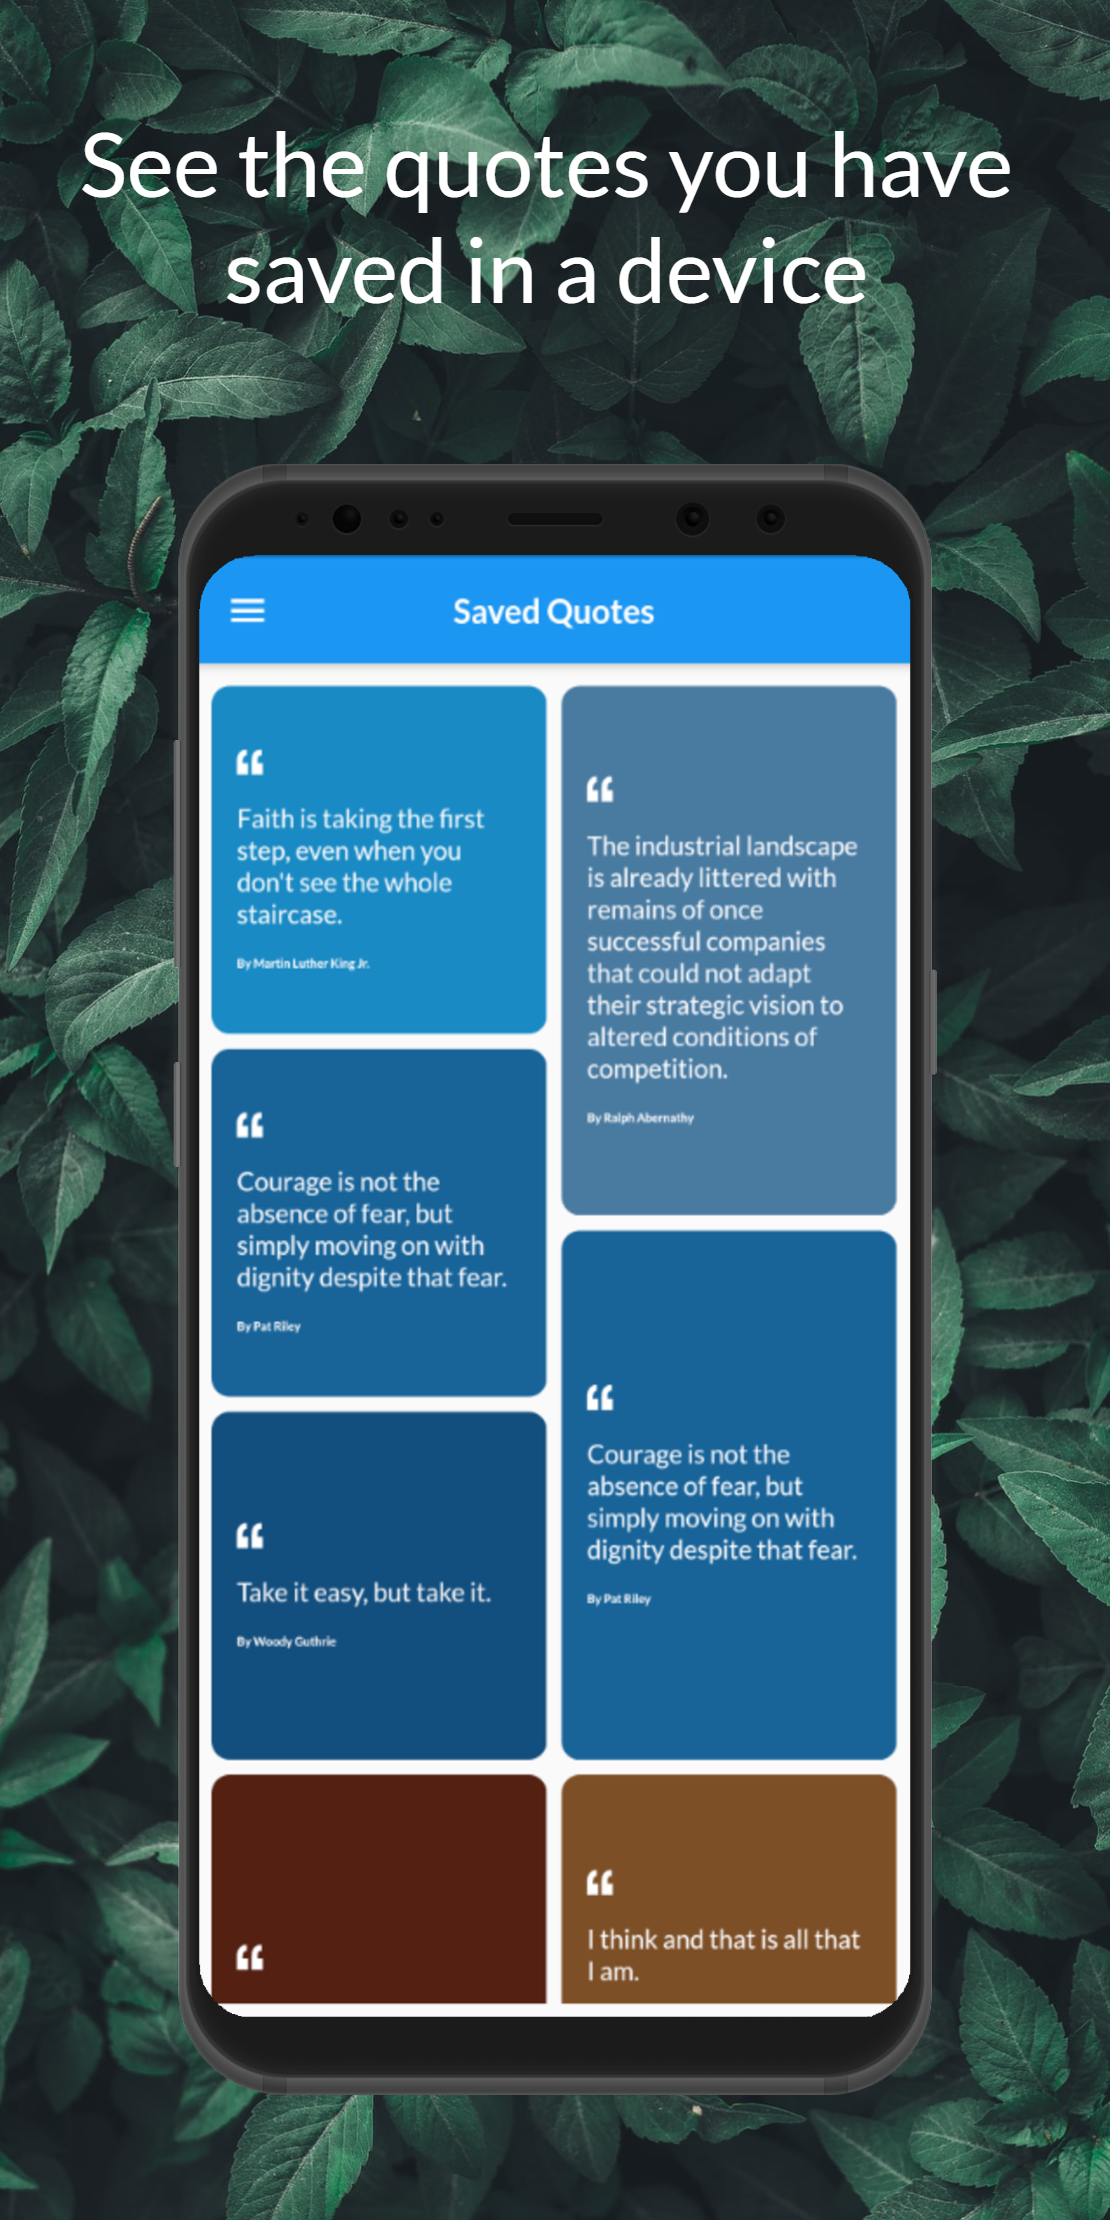 See the quotes you have
saved in a device
Saved Quotes
“
Faith is taking the first
step, even when you
don't see the whole
staircase.
By Martin Luther King Jr.
“
The industrial landscape
is already littered with
remains of once
successful companies
that could not adapt
their strategic vision to
altered conditions of
competition.
By Ralph Abernathy
“
Courage is not the
absence of fear, but
simply moving on with
dignity despite that fear.
By Pat Riley
“
Courage is not the
absence of fear, but
simply moving on with
dignity despite that fear.
By Pat Riley
“
Take it easy, but take it.
By Woody Guthrie
“
“
I think and that is all that
I am.